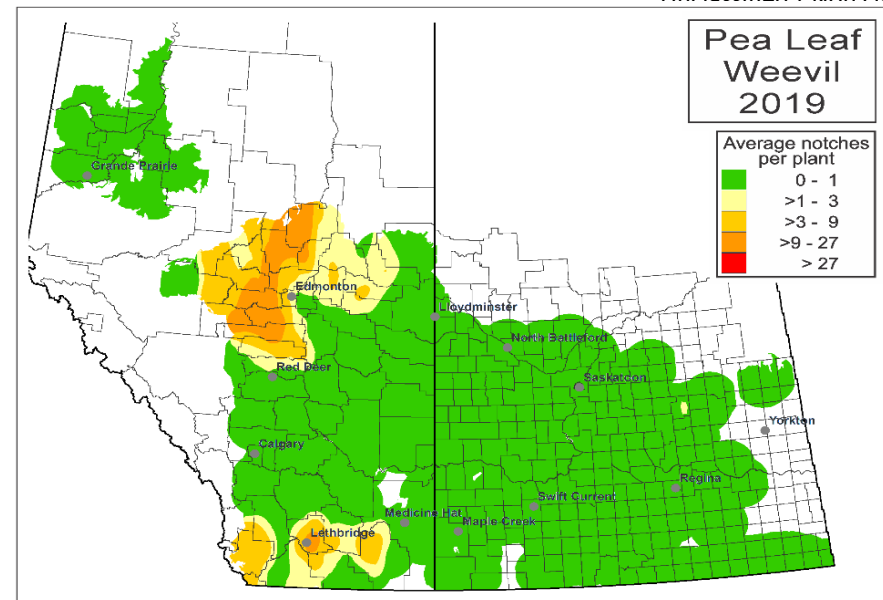 Pea Leaf
Weevil
2019
Average notches
per plant
0 - 1
>1 - 3
>3 - 9
>9 - 27
> 27
Grande Prairie
Edmonton
Lloydminster
North Battleford
Red Deer
Saskatoon
Yorkton
Calgary
Regina
Swift Current
Medicine Hat
Maple Creek
Lethbridge